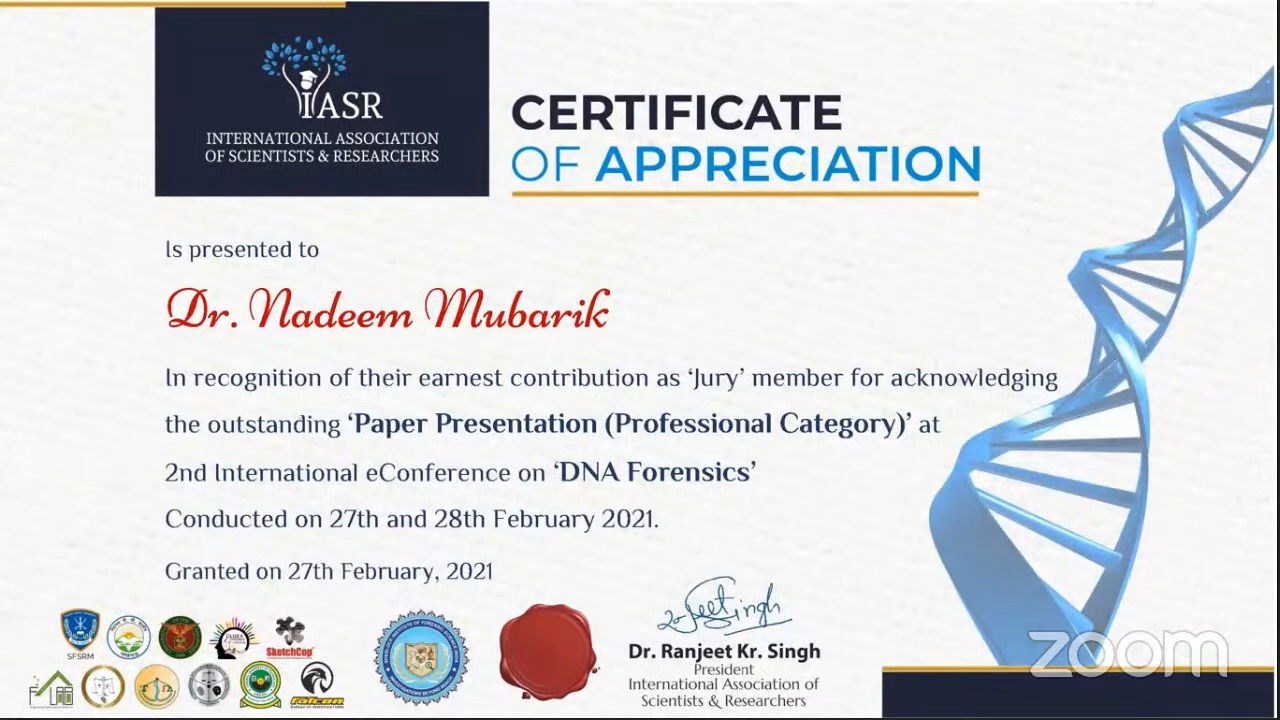 IASR
INTERNATIONAL ASSOCIATION
OF SCIENTISTS & RESEARCHERS
CERTIFICATE
OF APPRECIATION
Is presented to
Dr. Nadeem Mubarik
In recognition of their earnest contribution as ‘Jury’ member for acknowledging
the outstanding ‘Paper Presentation (Professional Category)’ at
2nd International eConference on ‘DNA Forensics’
Conducted on 27th and 28th February 2021.
Granted on 27th February, 2021
SFSRM
SketchCop
falcon
Dr. Ranjeet Kr. Singh
President
International Association of
Scientists & Researchers
zoom